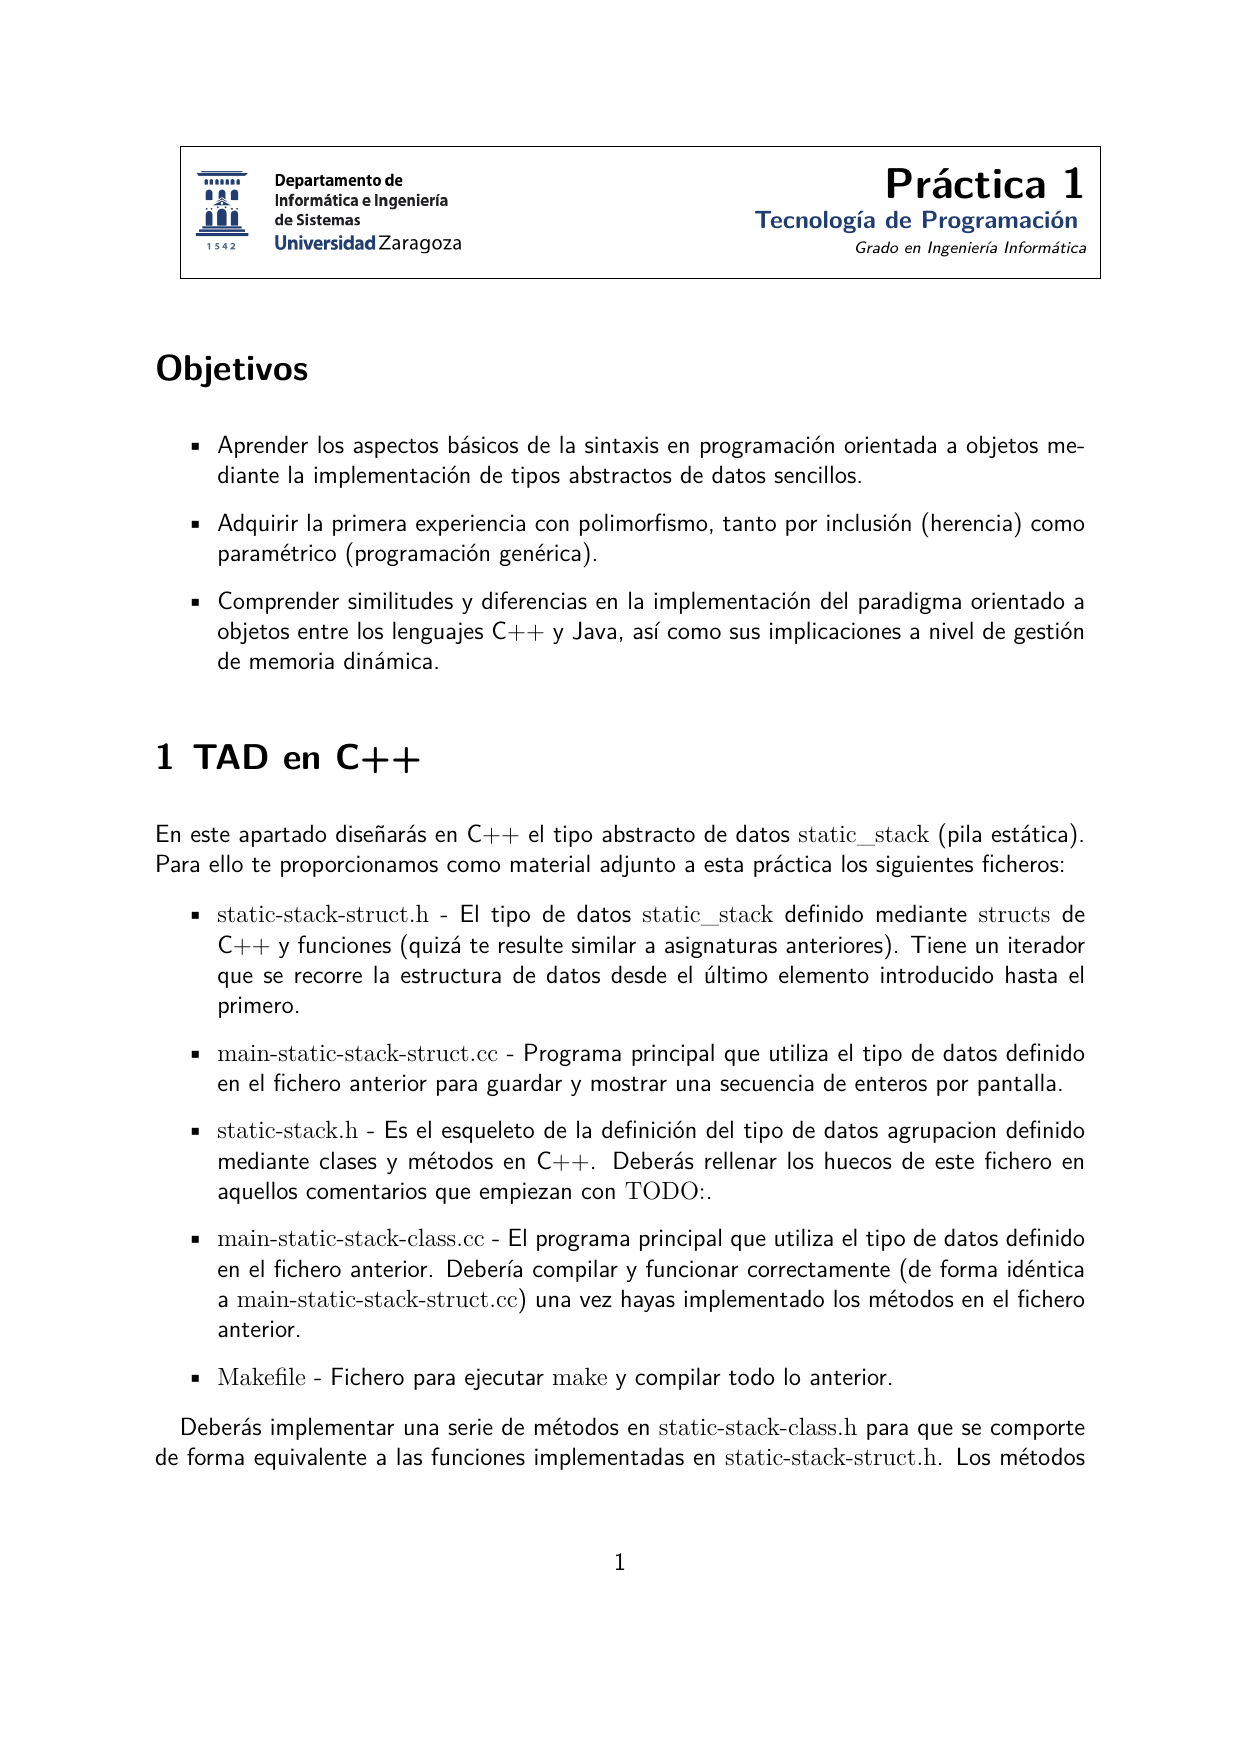 Departamento de
Informática e Ingeniería
de Sistemas
Universidad Zaragoza
1542
Práctica 1
Tecnología de Programación
Grado en Ingeniería Informática
Objetivos
▪ Aprender los aspectos básicos de la sintaxis en programación orientada a objetos me-
diante la implementación de tipos abstractos de datos sencillos.
▪ Adquirir la primera experiencia con polimorfismo, tanto por inclusión (herencia) como
paramétrico (programación genérica).
▪ Comprender similitudes y diferencias en la implementación del paradigma orientado a
objetos entre los lenguajes C++ y Java, así como sus implicaciones a nivel de gestión
de memoria dinámica.
1 TAD en C++
En este apartado diseñarás en C++ el tipo abstracto de datos static_stack (pila estática).
Para ello te proporcionamos como material adjunto a esta práctica los siguientes ficheros:
▪ static-stack-struct.h - El tipo de datos static_stack definido mediante structs de
C++ y funciones (quizá te resulte similar a asignaturas anteriores). Tiene un iterador
que se recorre la estructura de datos desde el último elemento introducido hasta el
primero.
▪ main-static-stack-struct.cc - Programa principal que utiliza el tipo de datos definido
en el fichero anterior para guardar y mostrar una secuencia de enteros por pantalla.
▪ static-stack.h - Es el esqueleto de la definición del tipo de datos agrupacion definido
mediante clases y métodos en C++. Deberás rellenar los huecos de este fichero en
aquellos comentarios que empiezan con TODO:.
▪ main-static-stack-class.cc - El programa principal que utiliza el tipo de datos definido
en el fichero anterior. Debería compilar y funcionar correctamente (de forma idéntica
a main-static-stack-struct.cc) una vez hayas implementado los métodos en el fichero
anterior.
▪ Makefile - Fichero para ejecutar make y compilar todo lo anterior.
Deberás implementar una serie de métodos en static-stack-class.h para que se comporte
de forma equivalente a las funciones implementadas en static-stack-struct.h. Los métodos
1